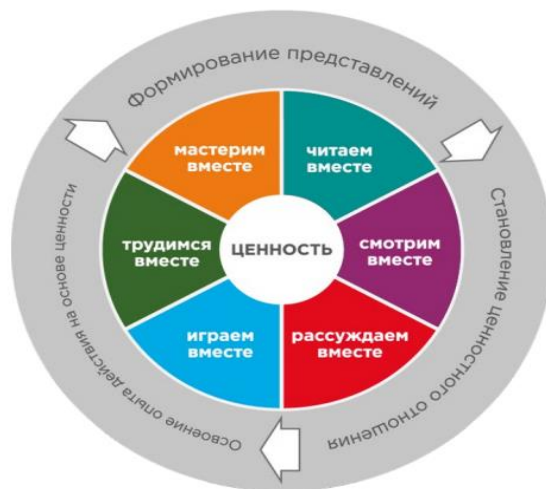 Формирование представлений
мастерим
вместе
читаем
вместе
Становление ценностного отношения
смотрим
вместе
рассуждаем
вместе
Освоение опыта действия на основе ценности
играем
вместе
трудимся
вместе
ЦЕННОСТЬ